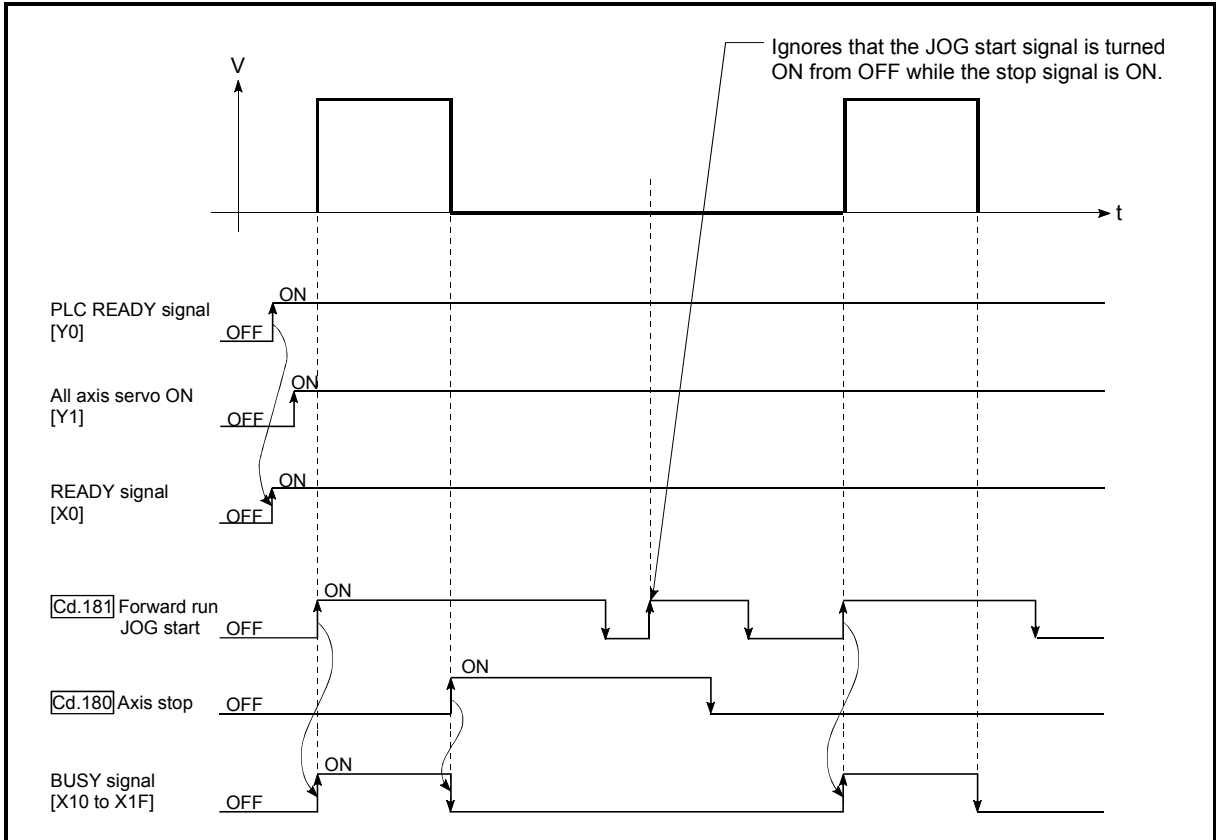 Ignores that the JOG start signal is turned
ON from OFF while the stop signal is ON.
V
t
ON
PLC READY signal
[Y0]
OFF
ON
All axis servo ON
[Y1]
OFF
ON
READY signal
[X0]
OFF
ON
Cd.181 Forward run
JOG start
OFF
ON
Cd.180 Axis stop
OFF
ON
BUSY signal
[X10 to X1F]
OFF